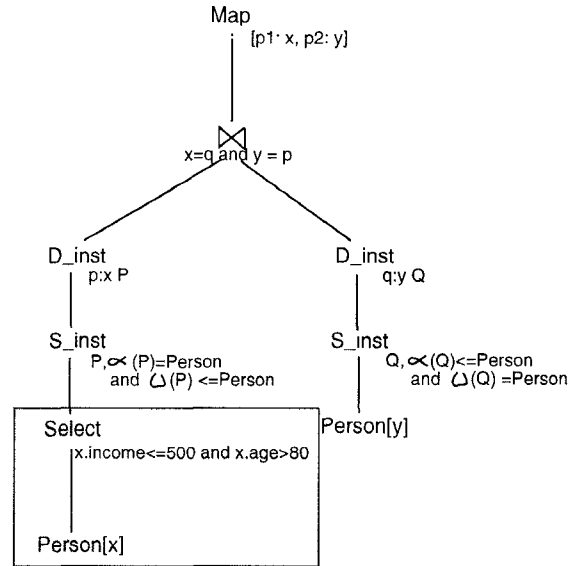 Map
[p1: x, p2: y]
⋈
x=q and y = p
D_inst
p:x P
D_inst
q:y Q
S_inst
P, ∝ (P)=Person
and ω(P) <=Person
S_inst
Q, ∝(Q)<=Person
and ω(Q) =Person
Select
x.income<=500 and x.age>80
Person[y]
Person[x]